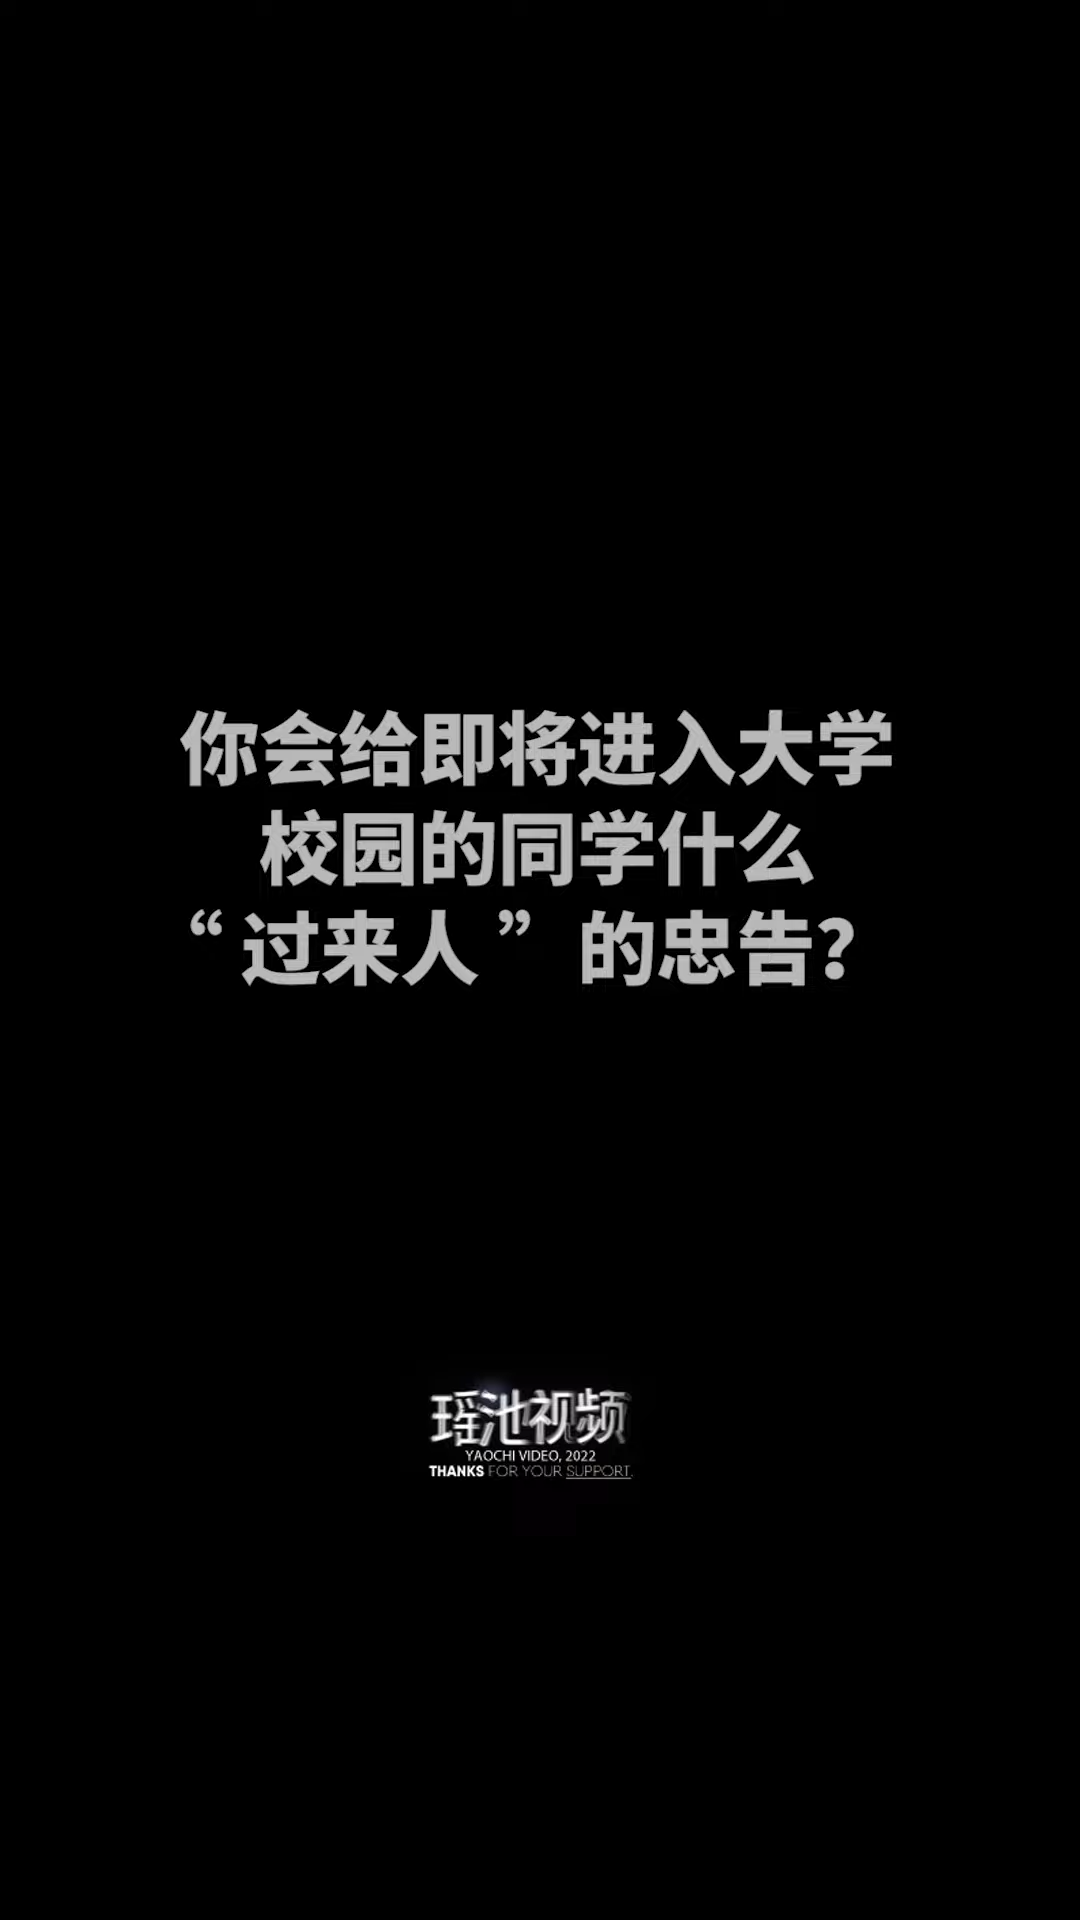 你会给即将进入大学
校园的同学什么
“过来人” 的忠告？
瑶池视频
YAOCHI VIDEO, 2022
THANKS FOR YOUR SUPPORT.